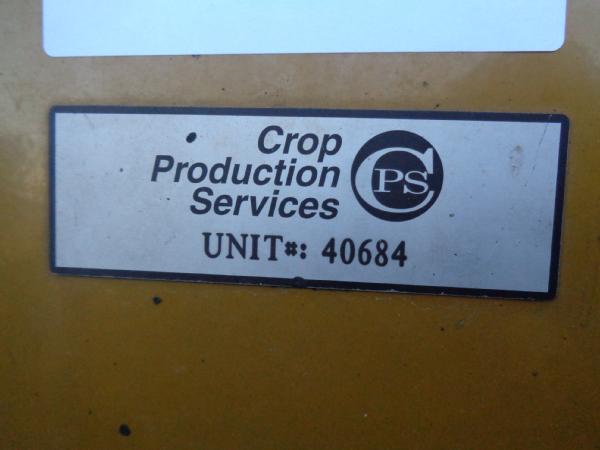 Crop
Production
Services
CPS
UNIT#: 40684